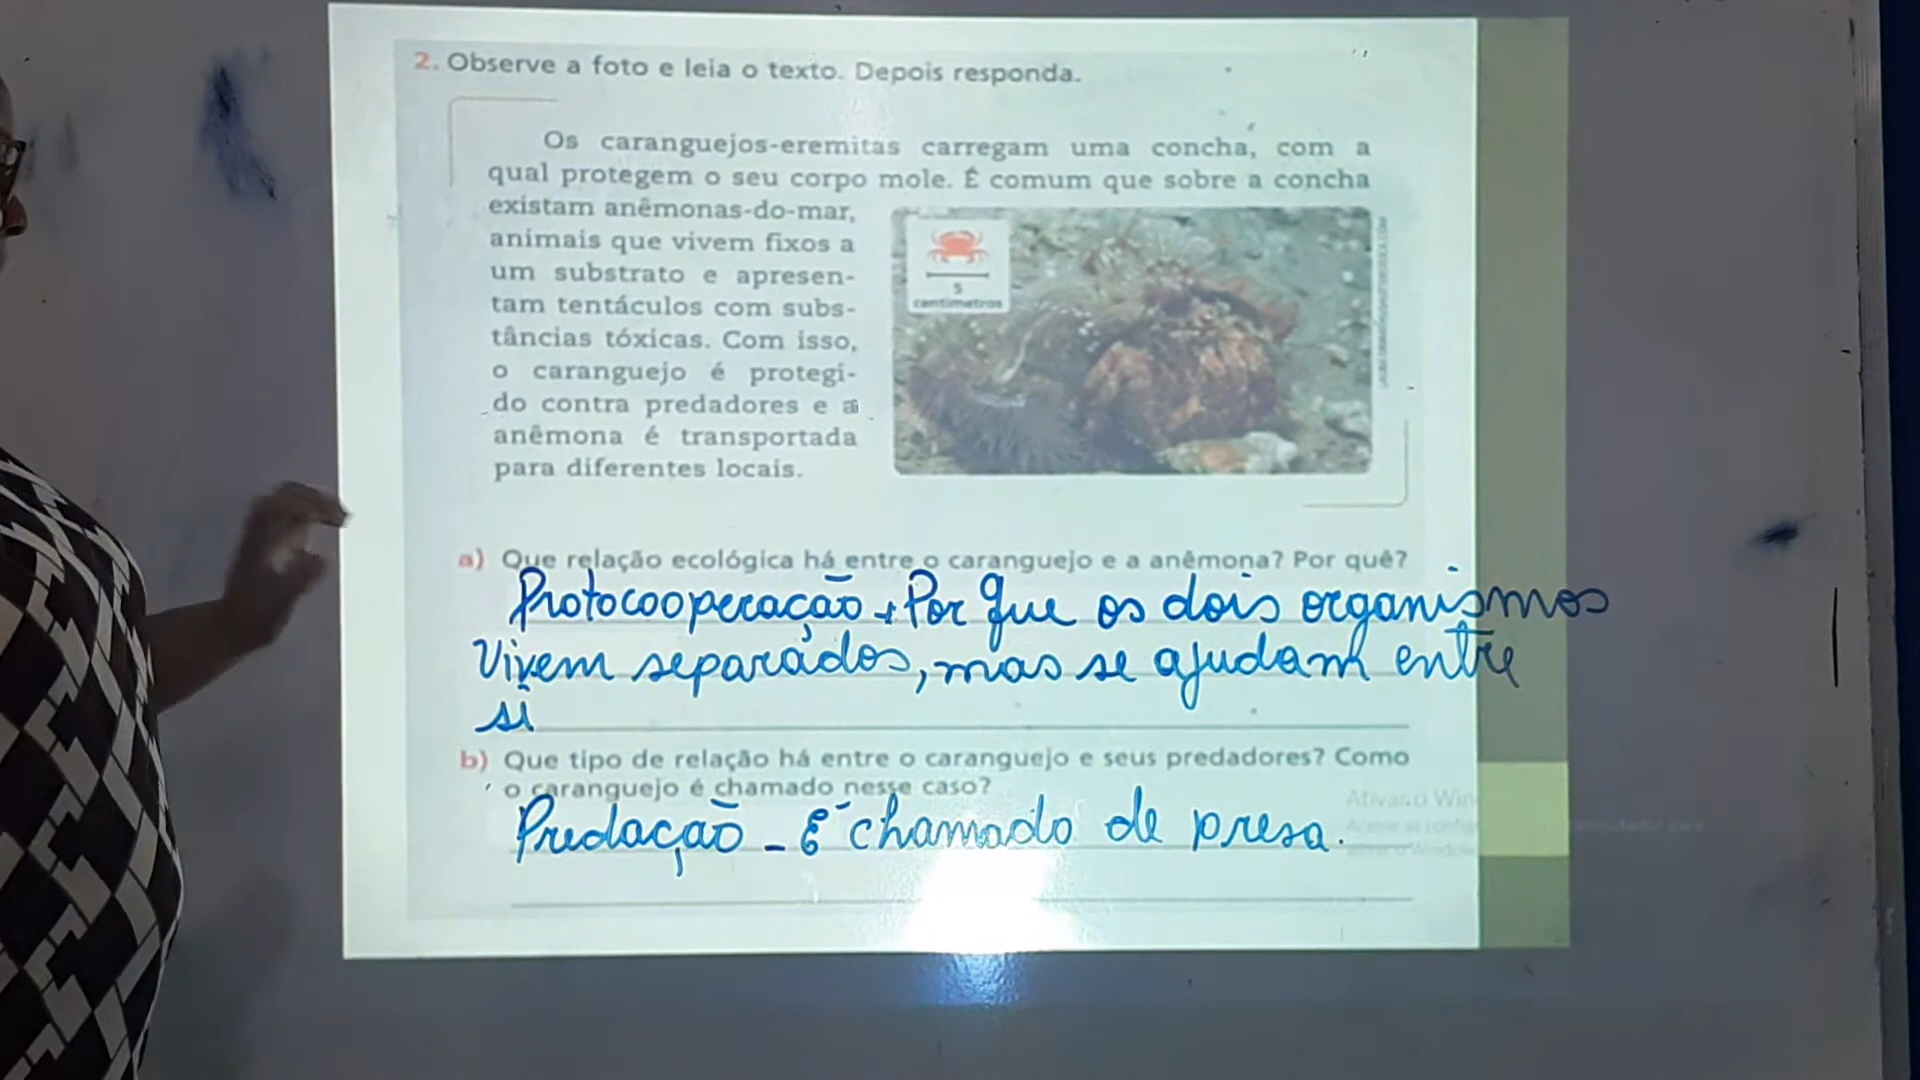 2. Observe a foto e leia o texto. Depois responda.
Os caranguejos-eremitas carregam uma concha, com a
qual protegem o seu corpo mole. É comum que sobre a concha
existam anêmonas-do-mar,
animais que vivem fixos a
um substrato e apresen-
tam tentáculos com subs-
tâncias tóxicas. Com isso,
o caranguejo é protegi-
do contra predadores e a
anêmona é transportada
para diferentes locais.
5
centímetros
a) Que relação ecológica há entre o caranguejo e a anêmona? Por quê?
Protocooperação. Por que os dois organismos
vivem separados, mas se ajudam entre
si
b) Que tipo de relação há entre o caranguejo e seus predadores? Como
o caranguejo é chamado nesse caso?
Predação - É chamado de presa.
Ativar o Win